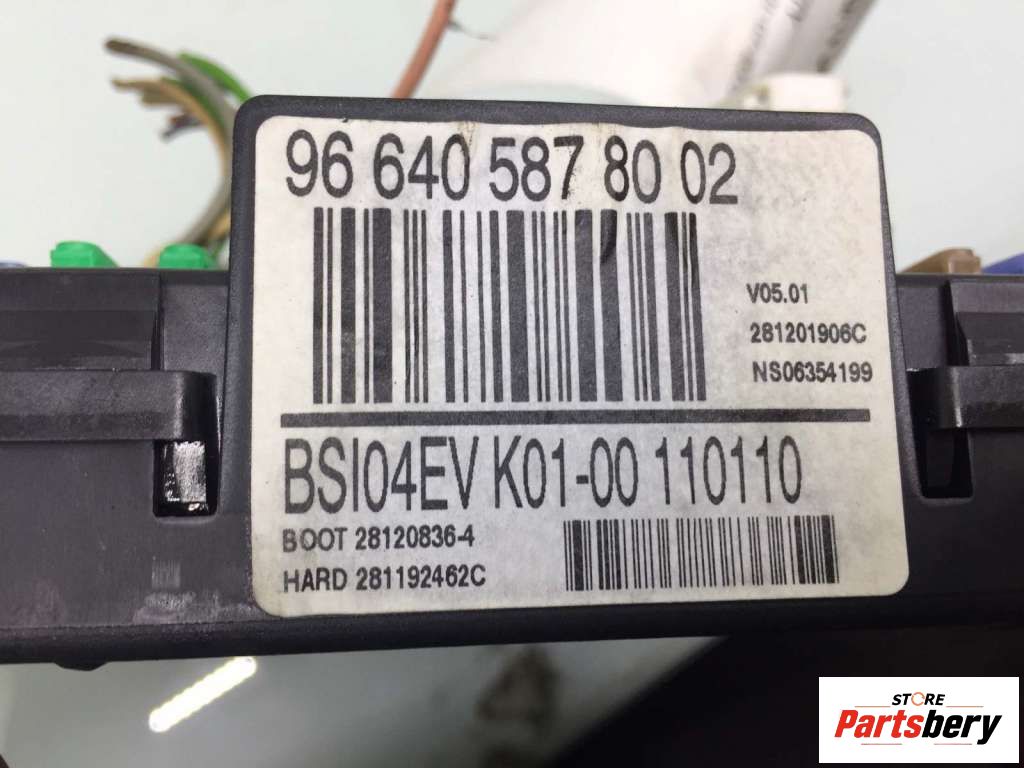 96 640 587 80 02
V05.01
281201906C
NS06354199
BSI04EV K01-00 110110
BOOT 28120836-4
HARD 281192462C
STORE
Partsbery